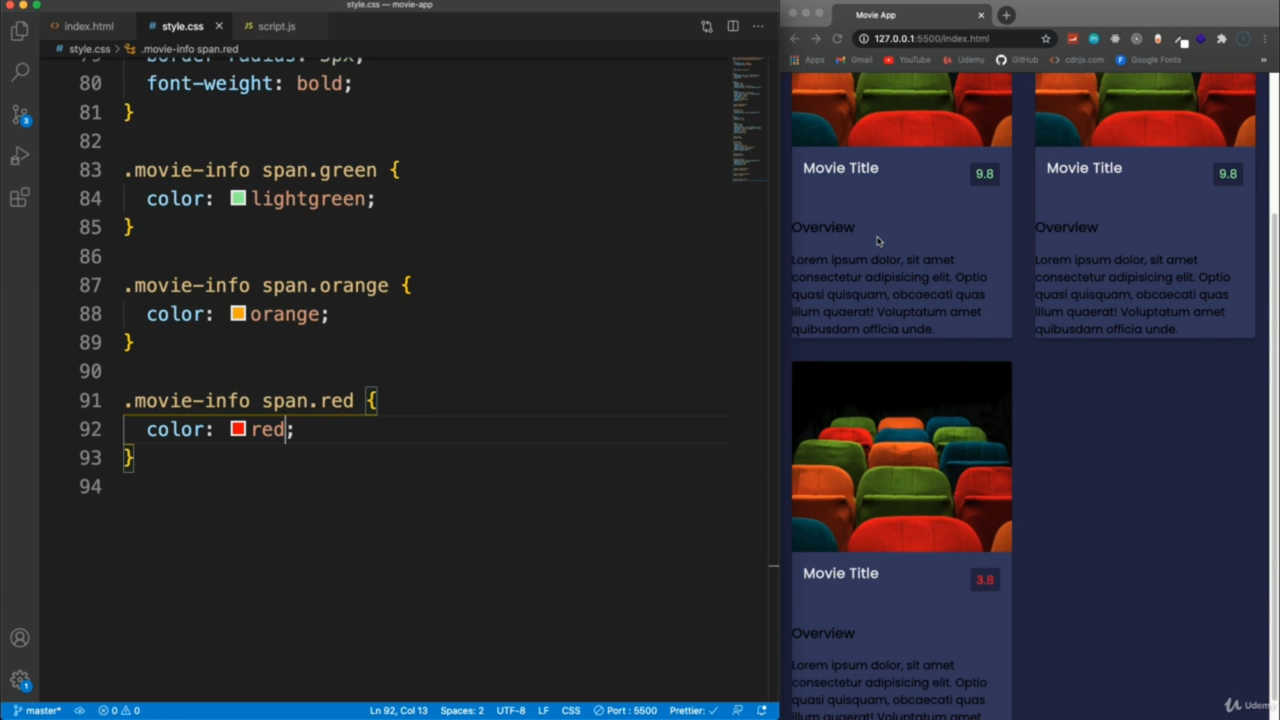 style.css — movie-app
index.html
style.css
script.js
style.css > .movie-info span.red
border-radius: 3px;
80 font-weight: bold;
81 }
82
83 .movie-info span.green {
84 color: lightgreen;
85 }
86
87 .movie-info span.orange {
88 color: orange;
89 }
90
91 .movie-info span.red {
92 color: red;
93 }
94
master* 0 0 Ln 92, Col 13 Spaces: 2 UTF-8 LF CSS Port : 5500 Prettier: ✓
3
1
Movie App
127.0.0.1:5500/index.html
Apps Gmail YouTube Udemy GitHub cdnjs.com Google Fonts »
Movie Title 9.8
Overview
Lorem ipsum dolor, sit amet
consectetur adipisicing elit. Optio
quasi quisquam, obcaecati quas
illum quaerat! Voluptatum amet
quibusdam officia unde.
Movie Title 9.8
Overview
Lorem ipsum dolor, sit amet
consectetur adipisicing elit. Optio
quasi quisquam, obcaecati quas
illum quaerat! Voluptatum amet
quibusdam officia unde.
Movie Title 3.8
Overview
Lorem ipsum dolor, sit amet
consectetur adipisicing elit. Optio
quasi quisquam, obcaecati quas
Udemy